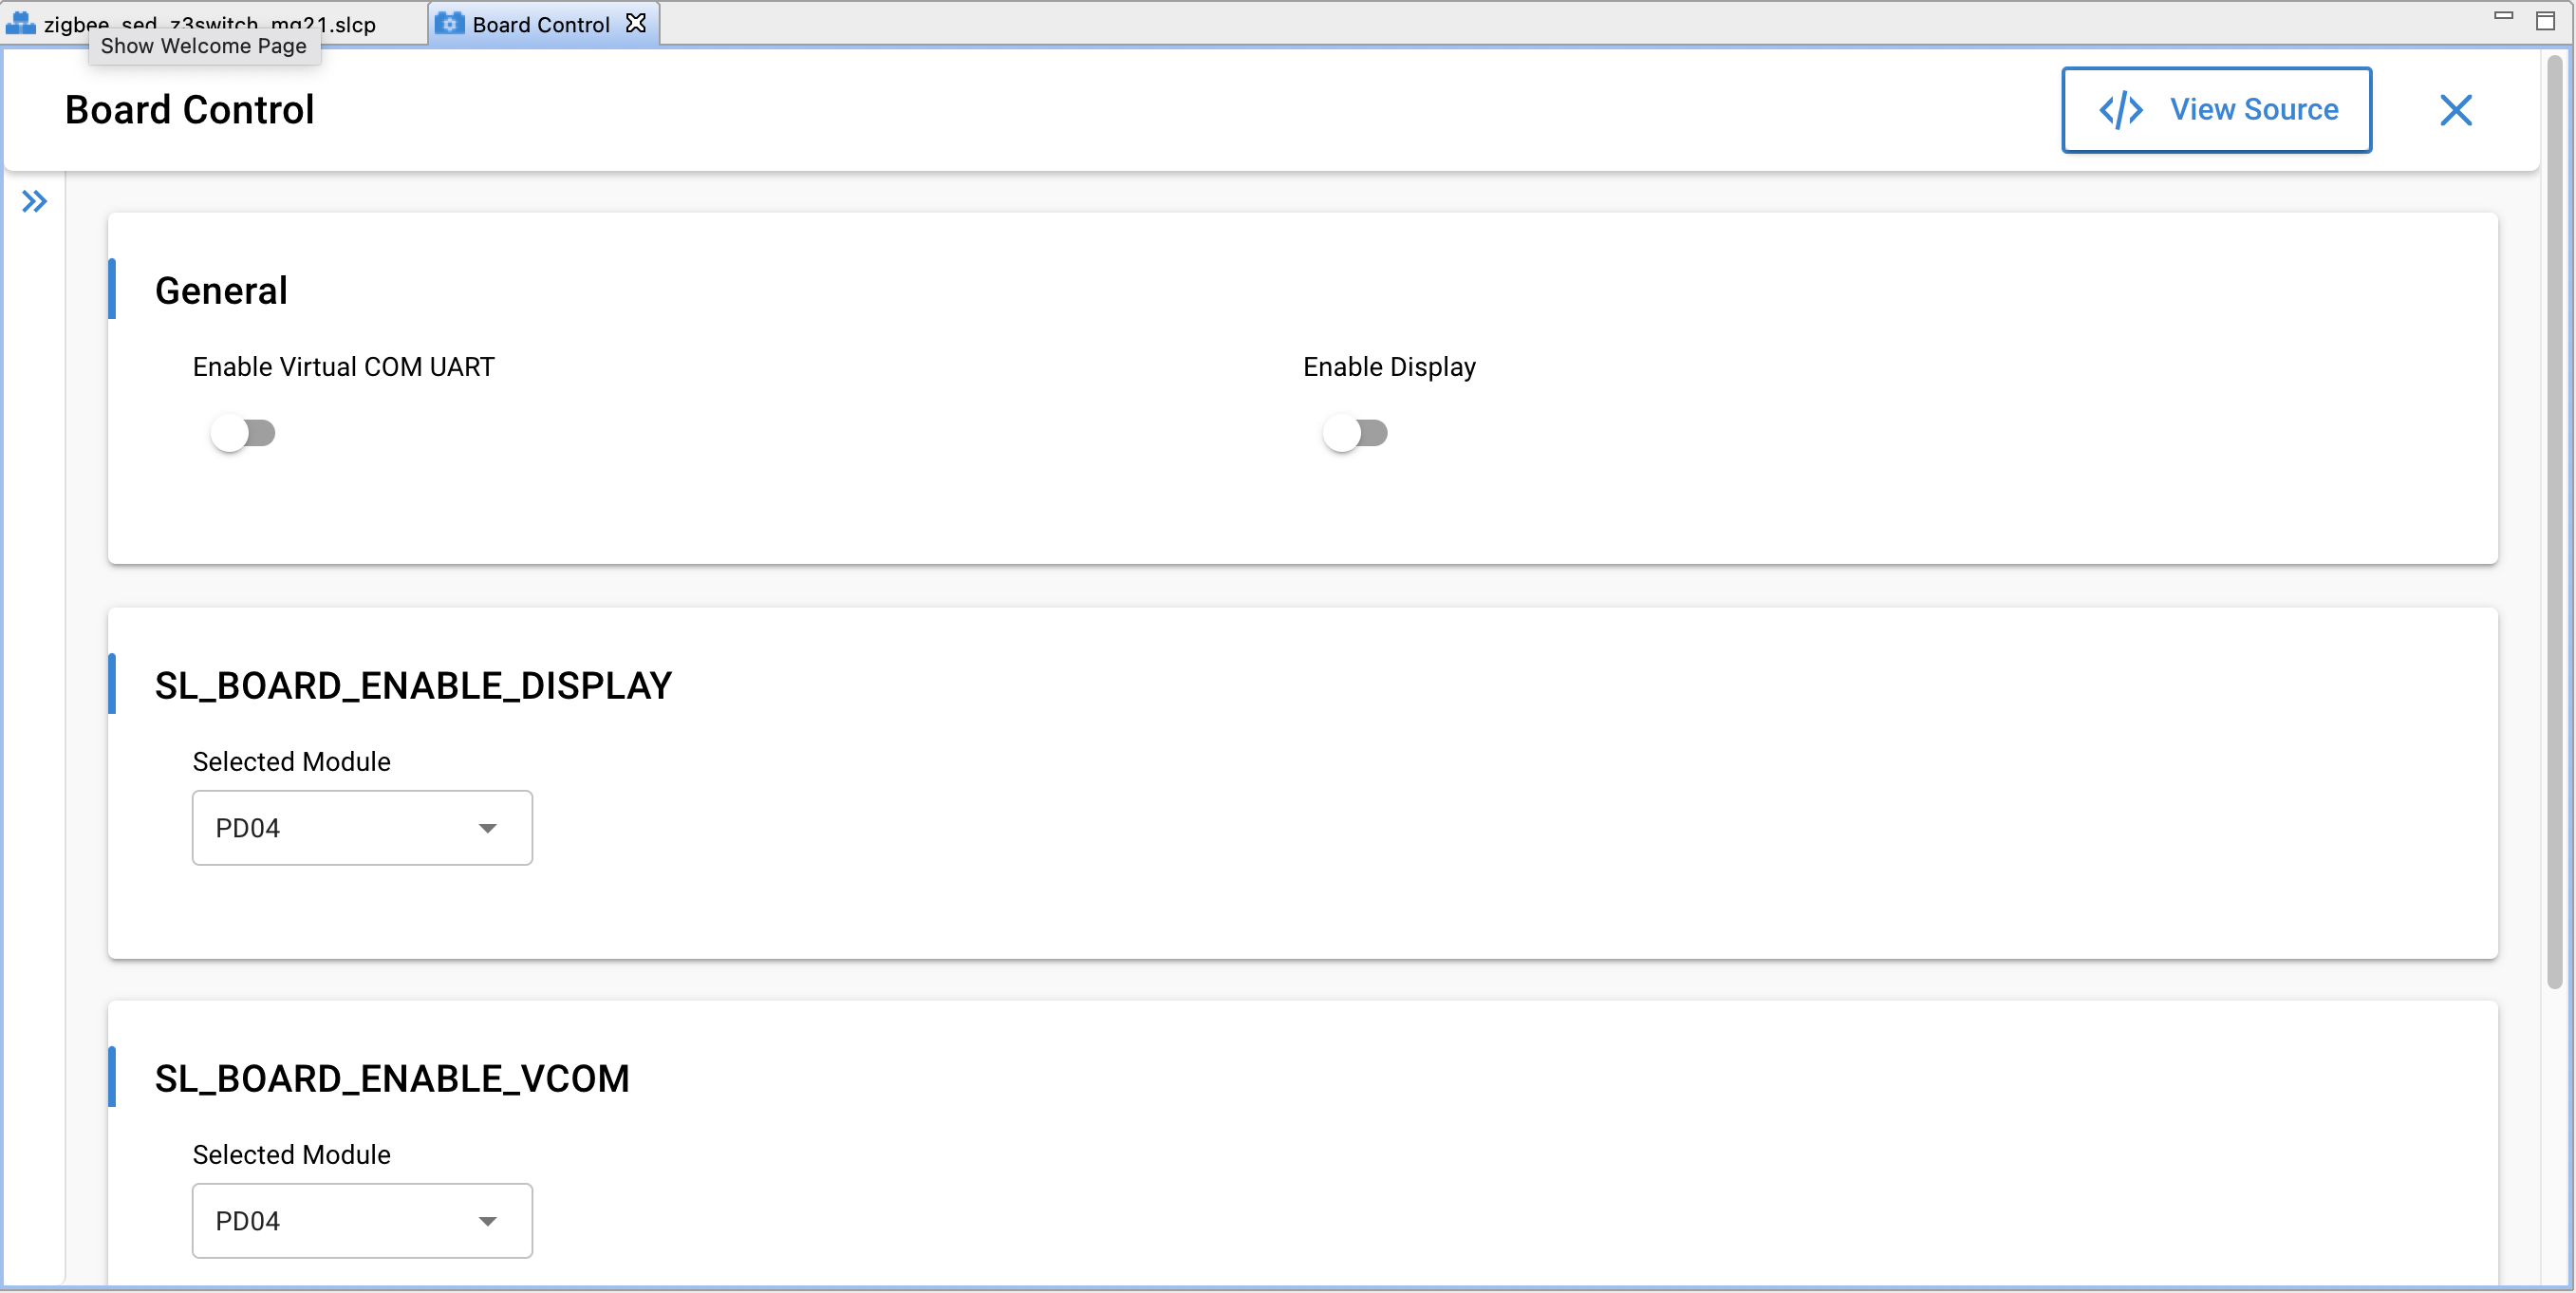 zigbee_sed_z3switch_mg21.slcp
Board Control
Show Welcome Page
Board Control
View Source
General
Enable Virtual COM UART
Enable Display
SL_BOARD_ENABLE_DISPLAY
Selected Module
PD04
SL_BOARD_ENABLE_VCOM
Selected Module
PD04